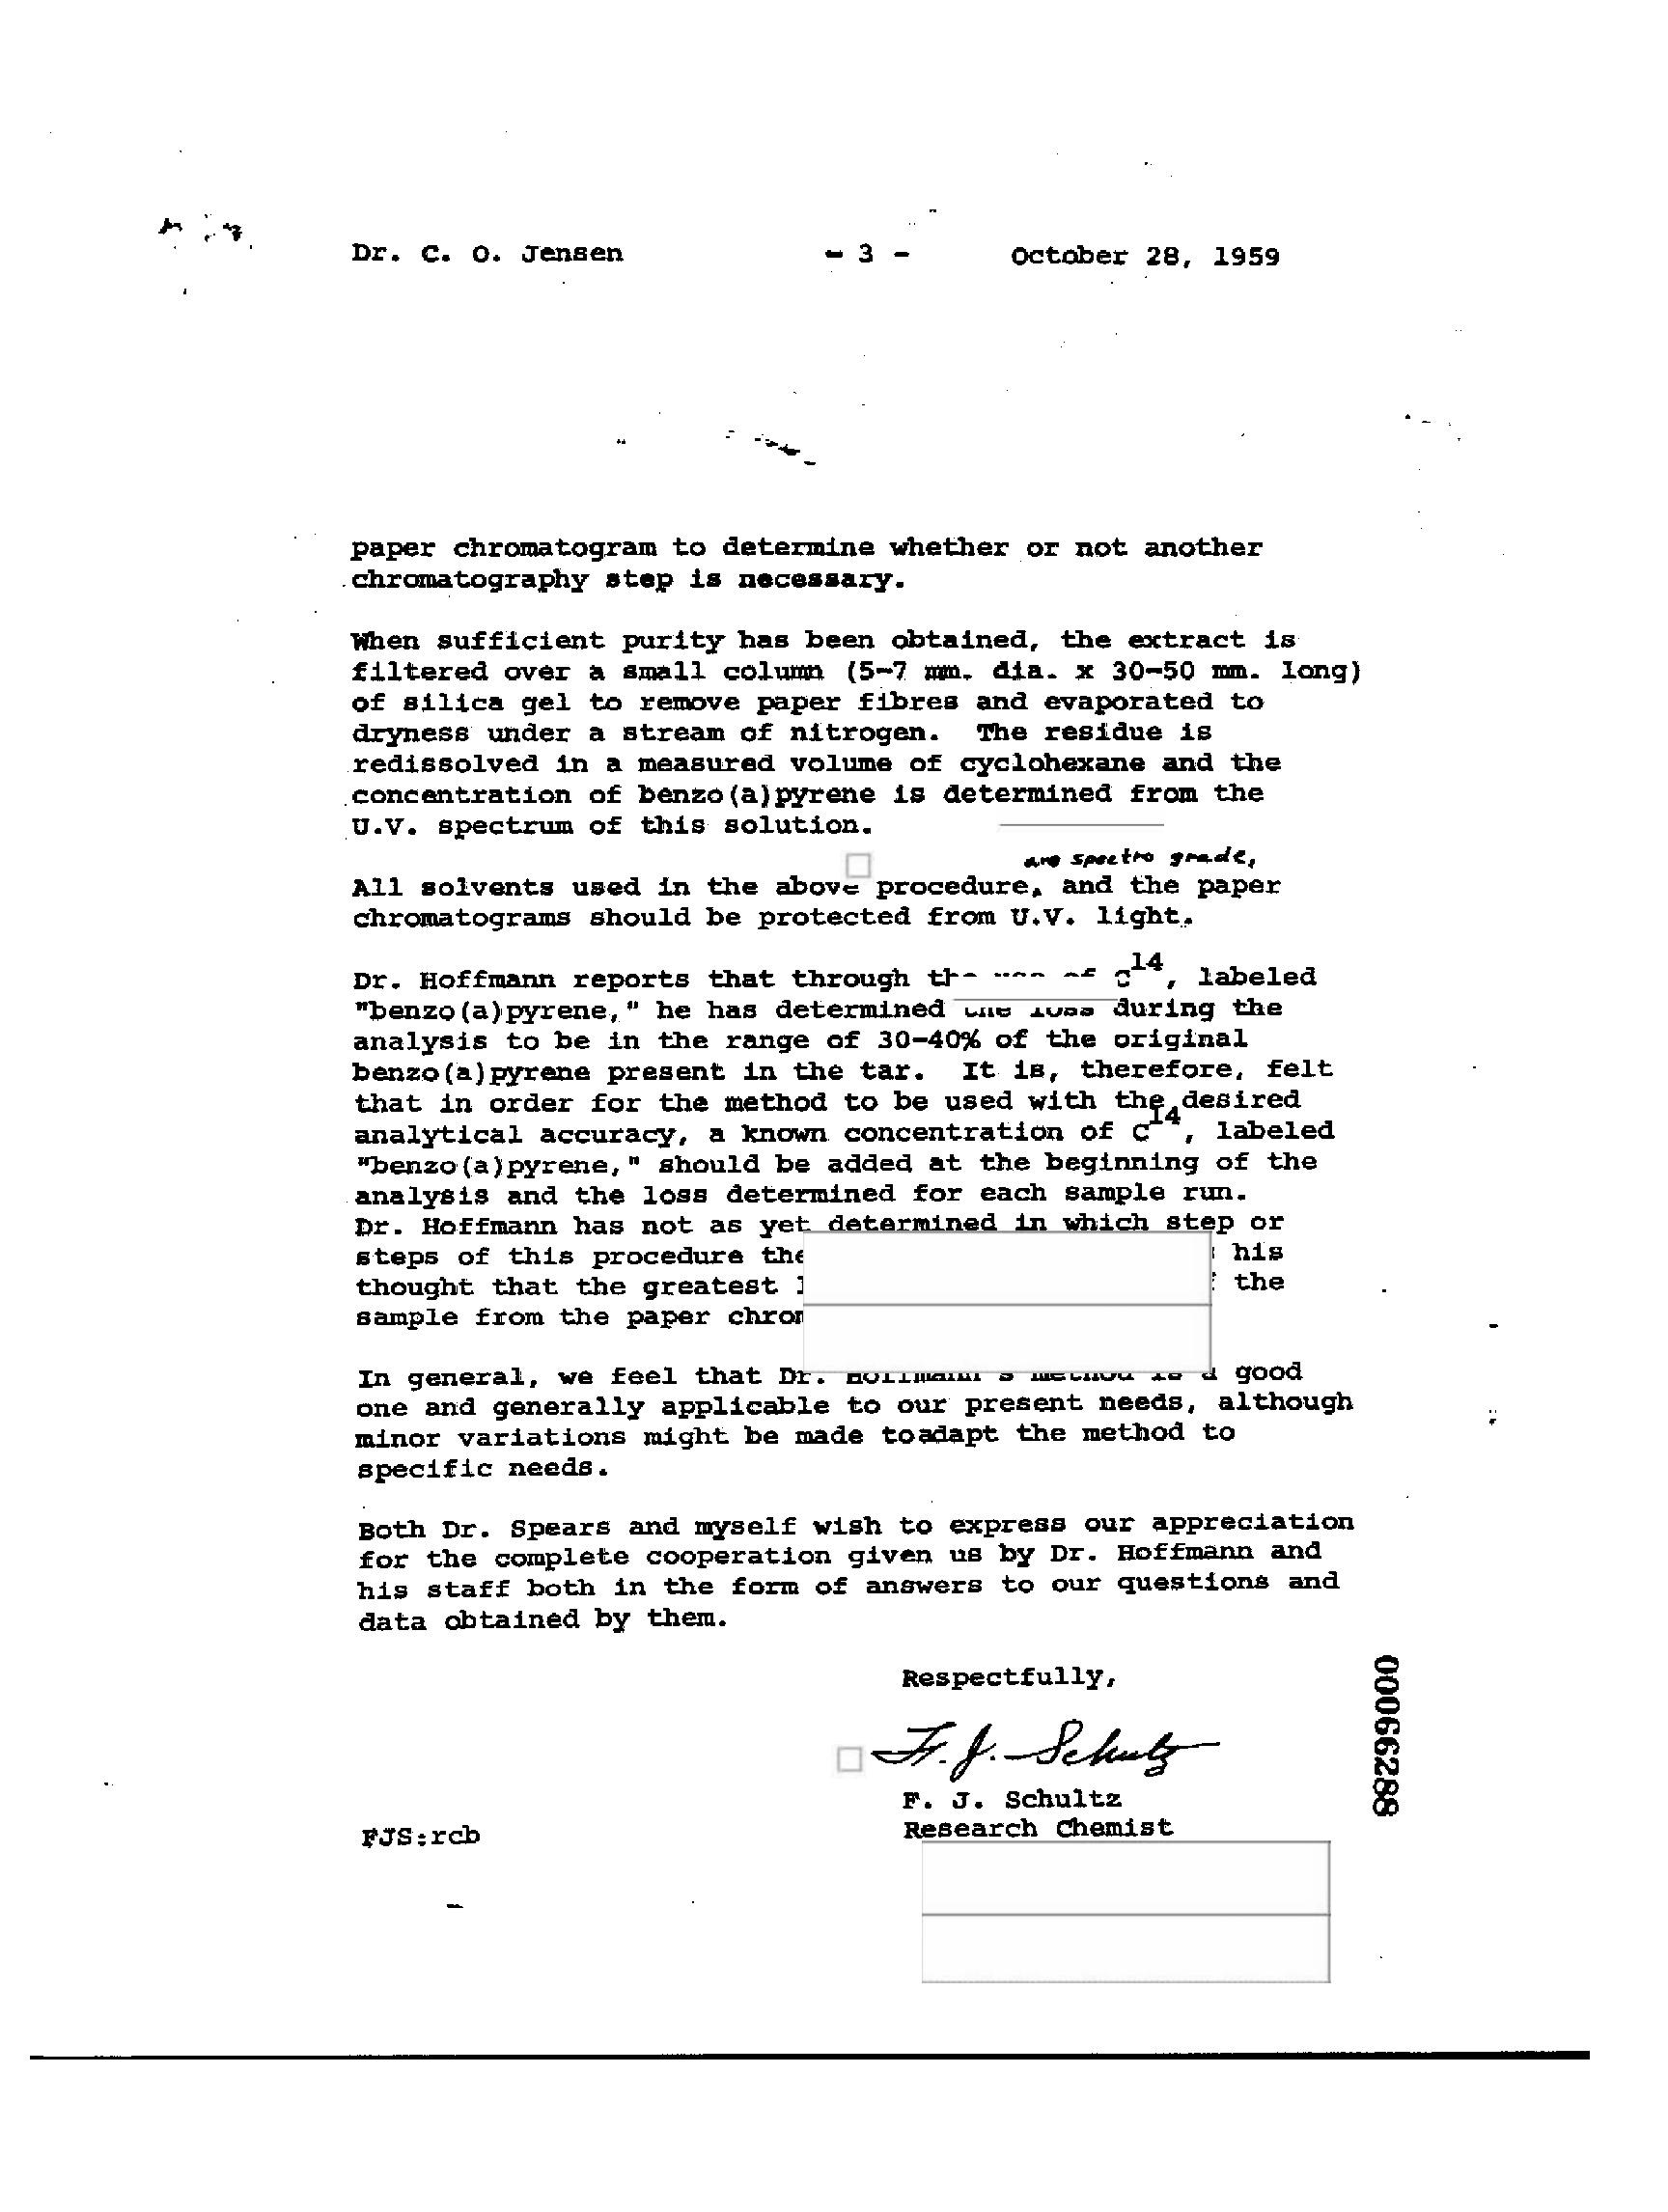 Dr. C. O. Jensen - 3 - October 28, 1959
paper chromatogram to determine whether or not another
chromatography step is necessary.
When sufficient purity has been obtained, the extract is
filtered over a small column (5-7 mm. dia. x 30-50 mm. long)
of silica gel to remove paper fibres and evaporated to
dryness under a stream of nitrogen. The residue is
redissolved in a measured volume of cyclohexane and the
concentration of benzo(a)pyrene is determined from the
U.V. spectrum of this solution.
are spectro grade,
All solvents used in the above procedure, and the paper
chromatograms should be protected from U.V. light.
Dr. Hoffmann reports that through of C14, labeled
"benzo(a)pyrene," he has determined the loss during the
analysis to be in the range of 30-40% of the original
benzo(a)pyrene present in the tar. It is, therefore, felt
that in order for the method to be used with the desired
analytical accuracy, a known concentration of C14, labeled
"benzo(a)pyrene," should be added at the beginning of the
analysis and the loss determined for each sample run.
Dr. Hoffmann has not as yet determined in which step or
steps of this procedure his
thought that the greatest the
sample from the paper
In general, we feel that Dr. Hoffmann's method is a good
one and generally applicable to our present needs, although
minor variations might be made toadapt the method to
specific needs.
Both Dr. Spears and myself wish to express our appreciation
for the complete cooperation given us by Dr. Hoffmann and
his staff both in the form of answers to our questions and
data obtained by them.
Respectfully,
F. J. Schultz
F. J. Schultz
Research Chemist
FJS:rcb
00066288